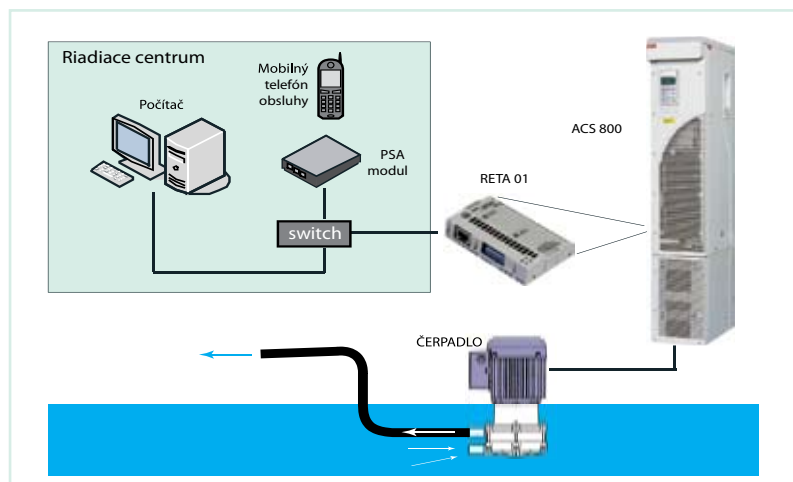 Riadiace centrum
Mobilný
telefón
obsluhy
Počítač
PSA
modul
switch
RETA 01
ACS 800
ČERPADLO